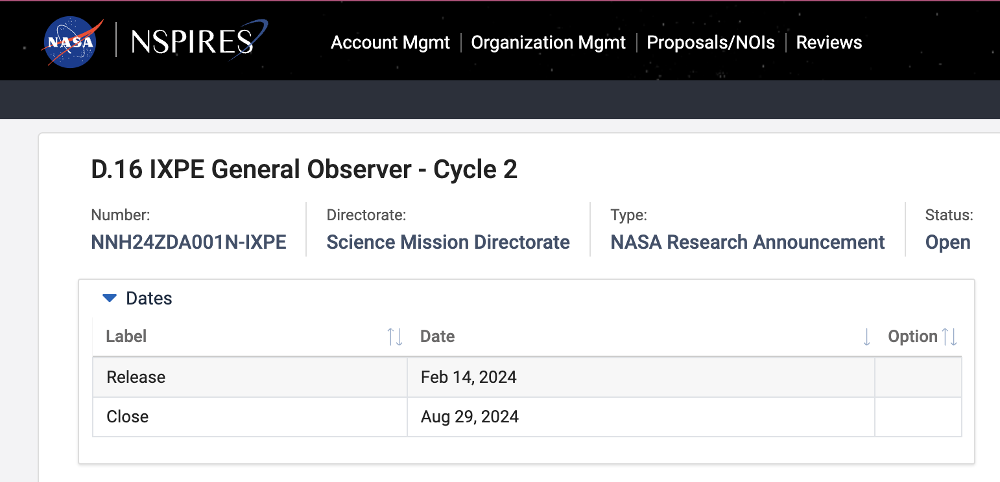 NASA NSPIRES Account Mgmt Organization Mgmt Proposals/NOIs Reviews
D.16 IXPE General Observer - Cycle 2
Number: Directorate: Type: Status:
NNH24ZDA001N-IXPE Science Mission Directorate NASA Research Announcement Open
Dates
Label Date Option
Release Feb 14, 2024
Close Aug 29, 2024